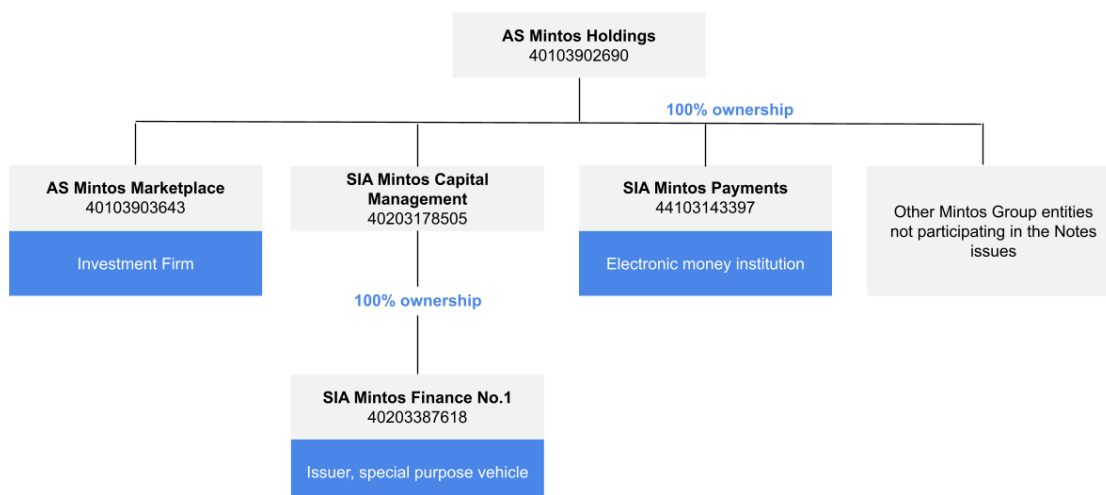 AS Mintos Holdings
40103902690
100% ownership
AS Mintos Marketplace
40103903643
Investment Firm
SIA Mintos Capital
Management
40203178505
SIA Mintos Payments
44103143397
Electronic money institution
Other Mintos Group entities
not participating in the Notes
issues
100% ownership
SIA Mintos Finance No.1
40203387618
Issuer, special purpose vehicle